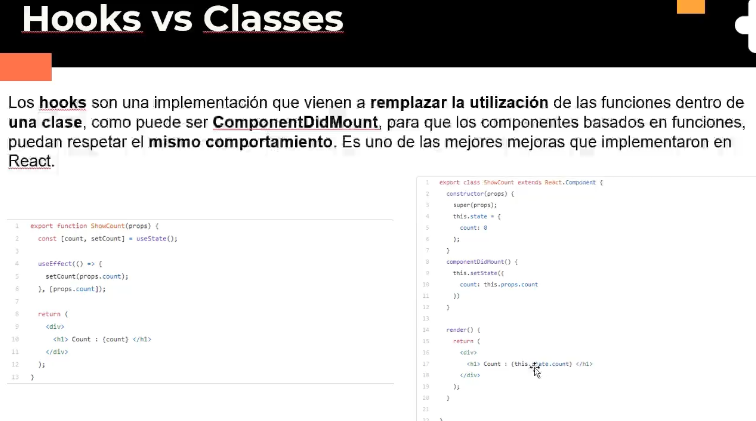 Hooks vs Classes
Los hooks son una implementación que vienen a remplazar la utilización de las funciones dentro de
una clase, como puede ser ComponentDidMount, para que los componentes basados en funciones,
puedan respetar el mismo comportamiento. Es uno de las mejores mejoras que implementaron en
React.
1 export function ShowCount(props) {
2 const [count, setCount] = useState();
3
4 useEffect(() => {
5 setCount(props.count);
6 }, [props.count]);
7
8 return (
9 <div>
10 <h1> Count : {count} </h1>
11 </div>
12 );
13 }
1 export class ShowCount extends React.Component {
2 constructor(props) {
3 super(props);
4 this.state = {
5 count: 0
6 };
7 }
8 componentDidMount() {
9 this.setState({
10 count: this.props.count
11 })
12 }
13
14 render() {
15 return (
16 <div>
17 <h1> Count : {this.state.count} </h1>
18 </div>
19 );
20 }
21
}